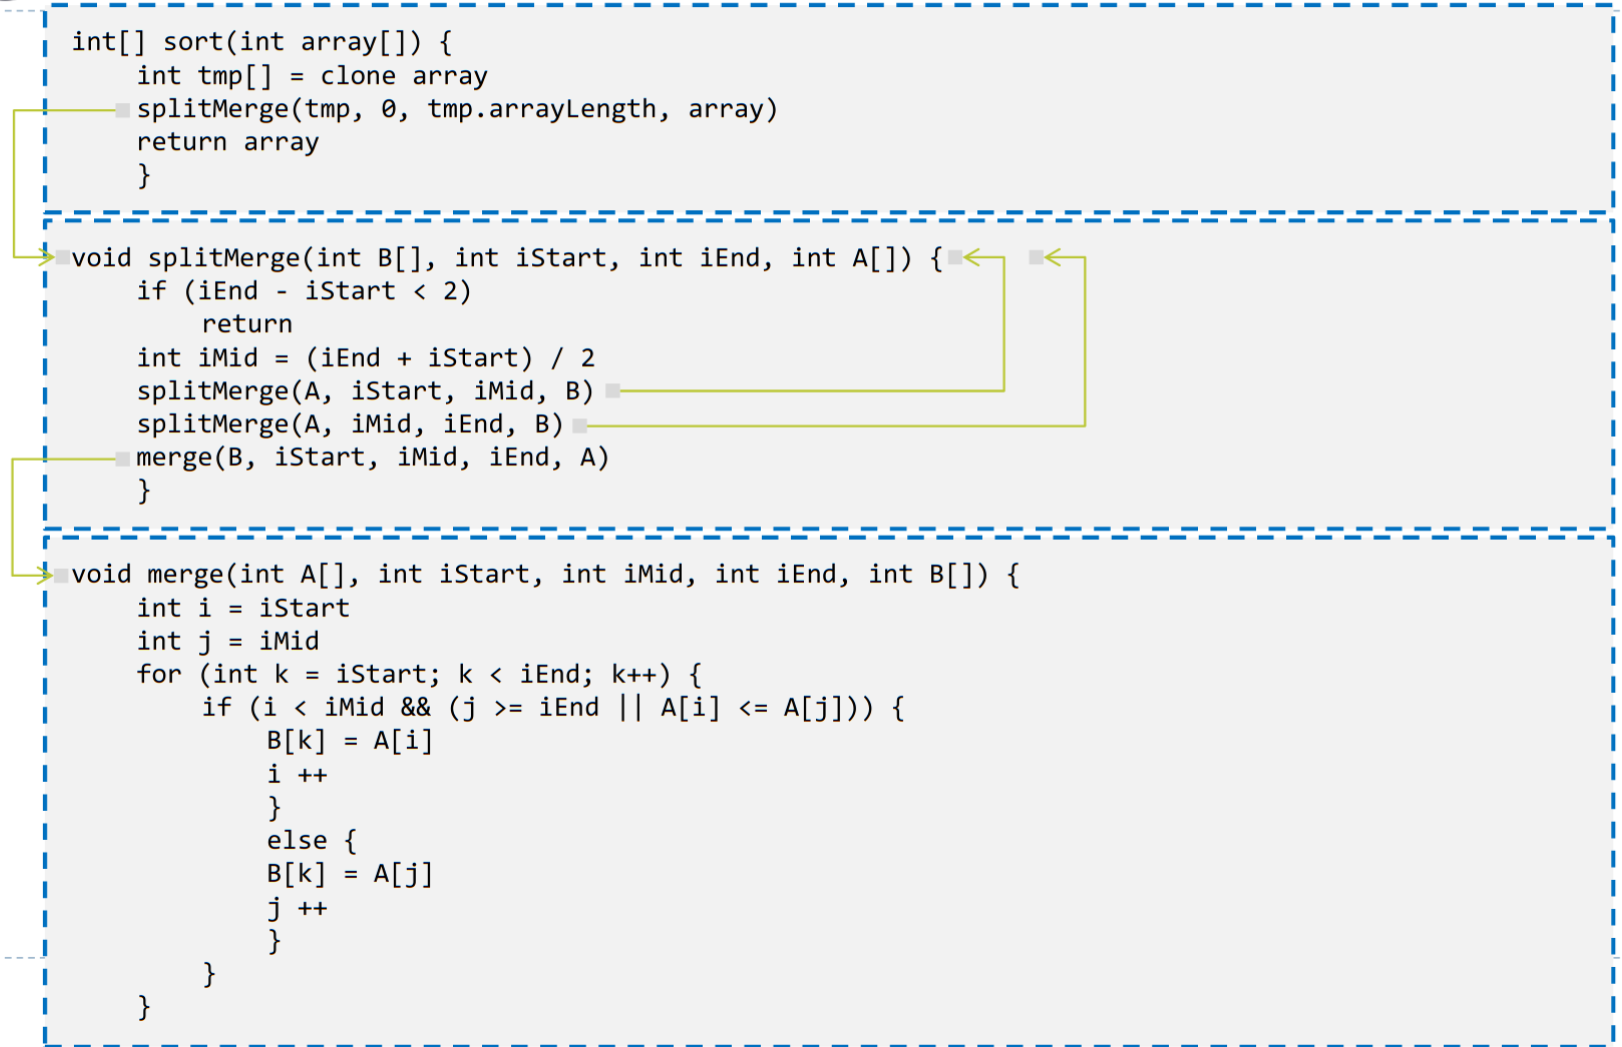 int[] sort(int array[]) {
int tmp[] = clone array
splitMerge(tmp, 0, tmp.arrayLength, array)
return array
}
void splitMerge(int B[], int iStart, int iEnd, int A[]) {
if (iEnd - iStart < 2)
return
int iMid = (iEnd + iStart) / 2
splitMerge(A, iStart, iMid, B)
splitMerge(A, iMid, iEnd, B)
merge(B, iStart, iMid, iEnd, A)
}
void merge(int A[], int iStart, int iMid, int iEnd, int B[]) {
int i = iStart
int j = iMid
for (int k = iStart; k < iEnd; k++) {
if (i < iMid && (j >= iEnd || A[i] <= A[j])) {
B[k] = A[i]
i ++
}
else {
B[k] = A[j]
j ++
}
}
}